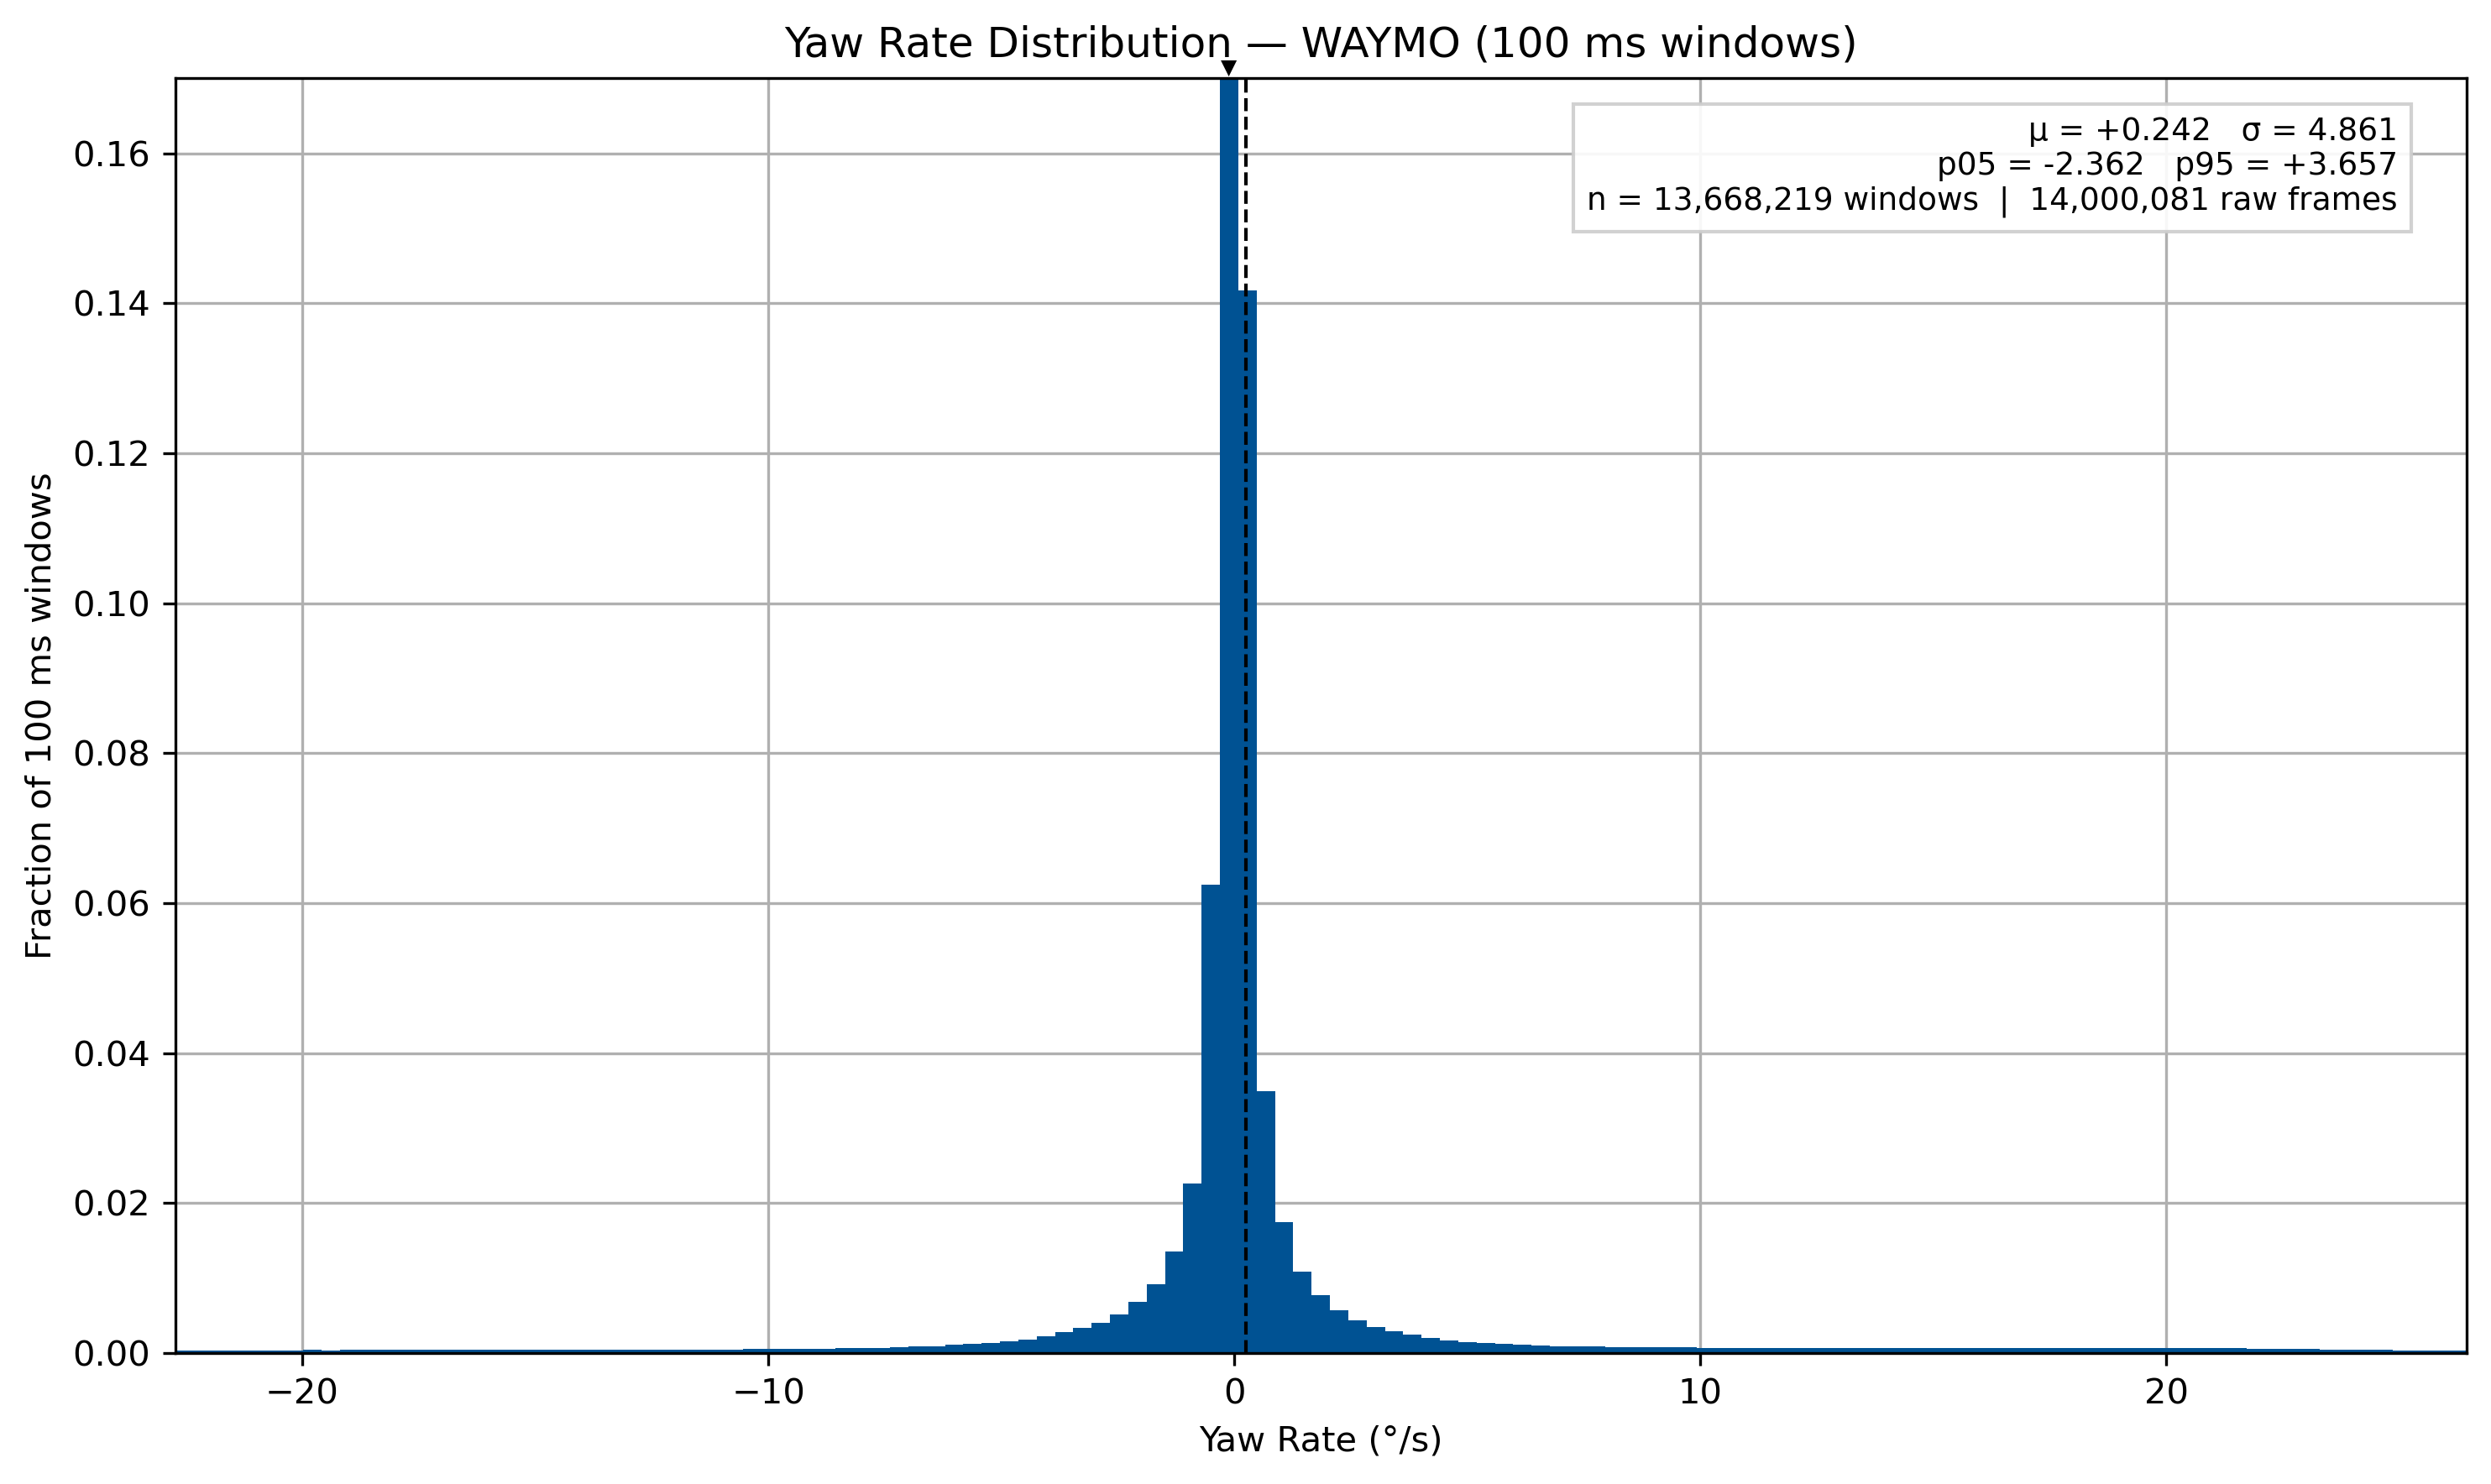 Yaw Rate Distribution — WAYMO (100 ms windows)
μ = +0.242   σ = 4.861
p05 = -2.362   p95 = +3.657
n = 13,668,219 windows  |  14,000,081 raw frames
Fraction of 100 ms windows
0.16
0.14
0.12
0.10
0.08
0.06
0.04
0.02
0.00
−20 −10 0 10 20
Yaw Rate (°/s)